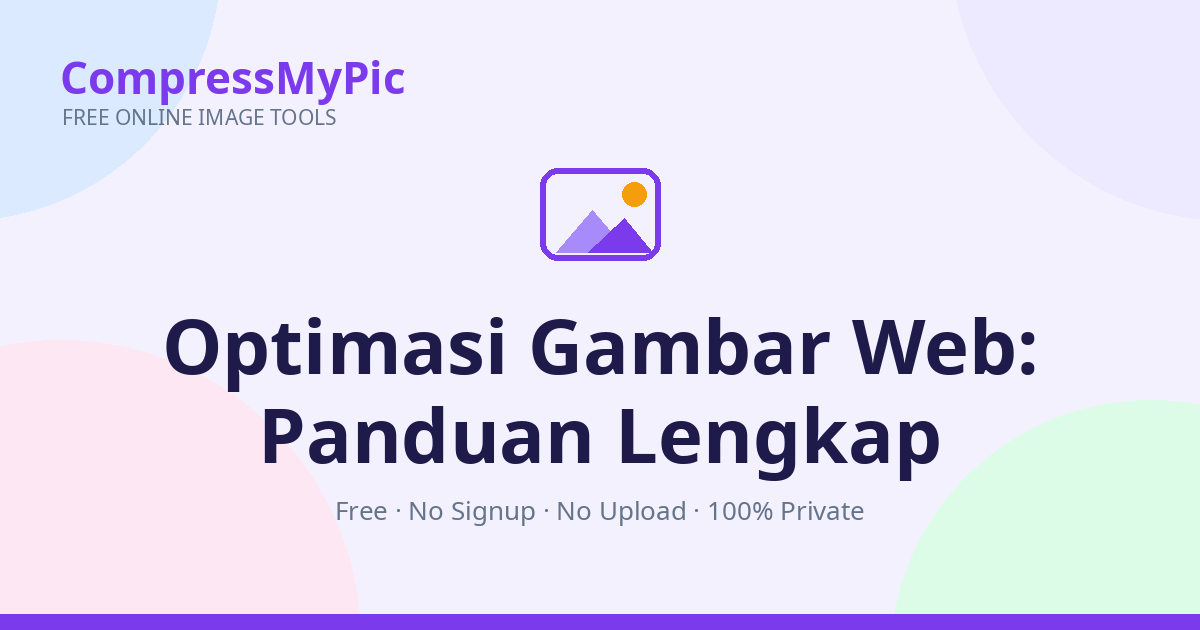 CompressMyPic
FREE ONLINE IMAGE TOOLS
Optimasi Gambar Web:
Panduan Lengkap
Free · No Signup · No Upload · 100% Private